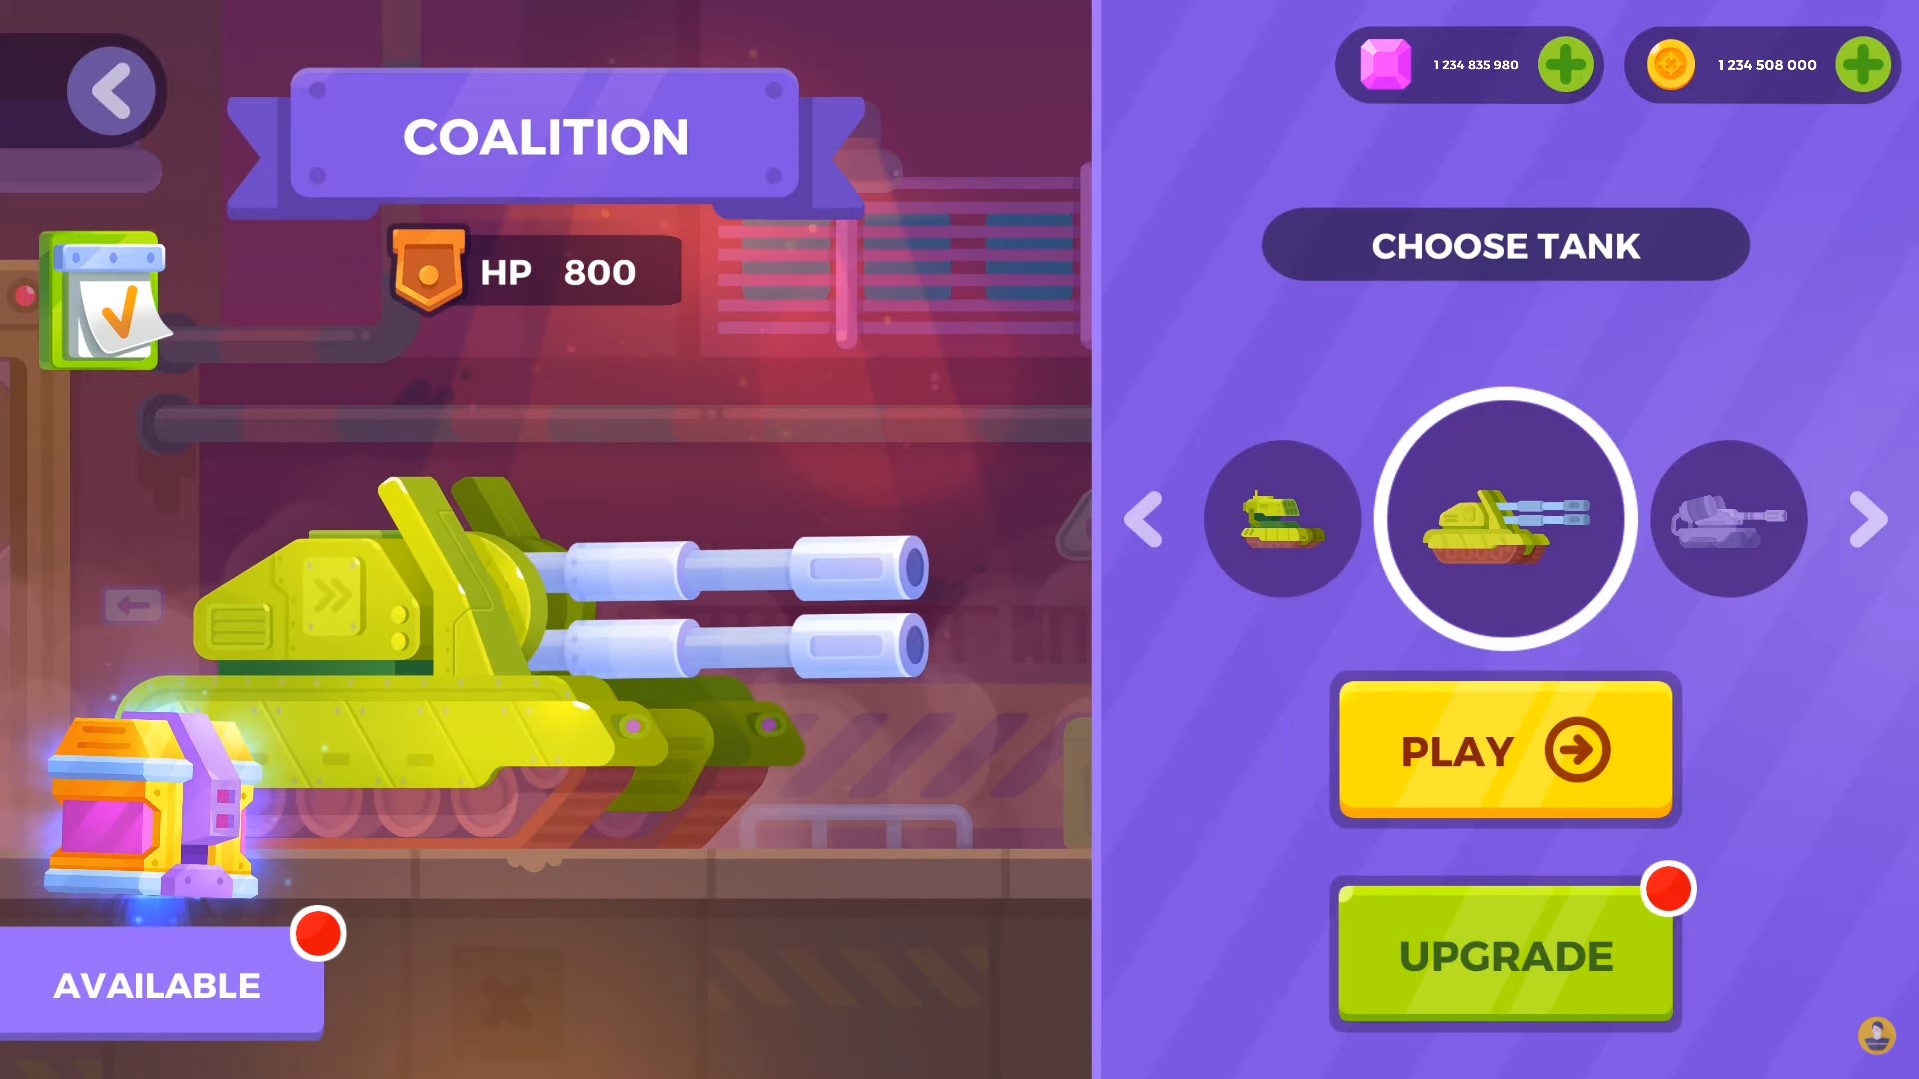 COALITION
HP 800
1 234 835 980
1 234 508 000
CHOOSE TANK
PLAY
UPGRADE
AVAILABLE